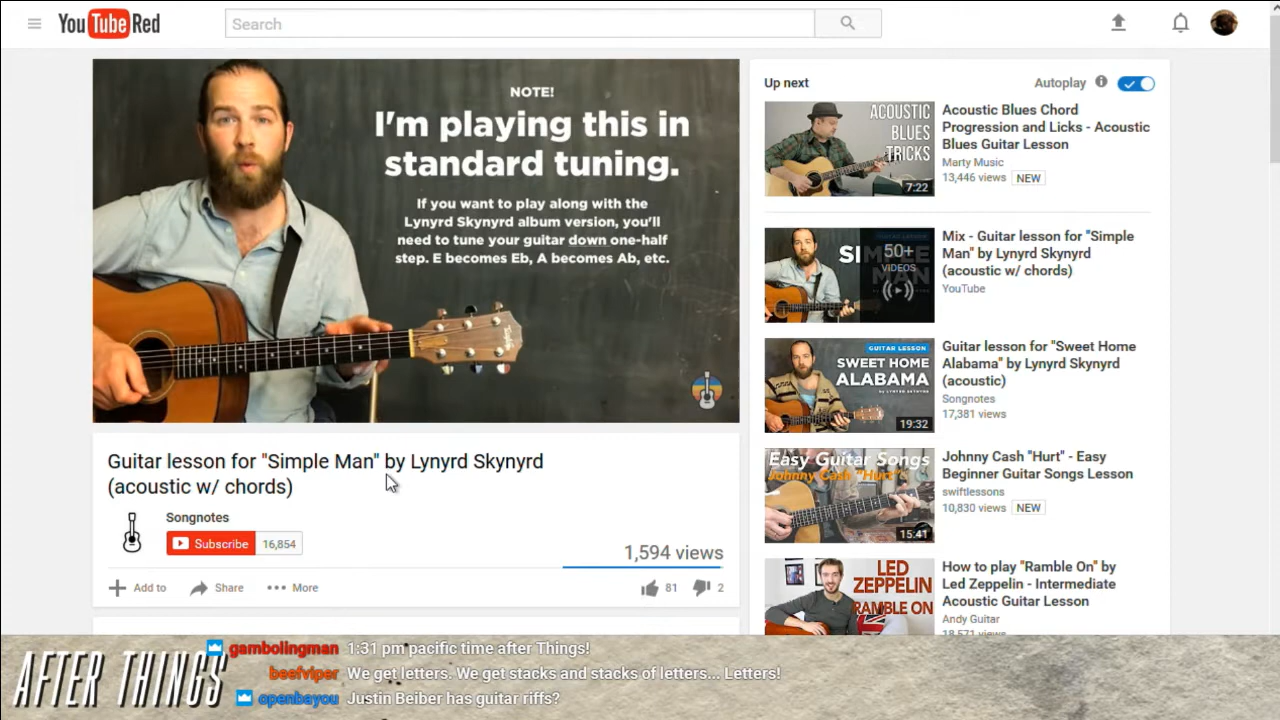 YouTube Red
Search
NOTE!
I'm playing this in
standard tuning.
If you want to play along with the
Lynyrd Skynyrd album version, you'll
need to tune your guitar down one-half
step. E becomes Eb, A becomes Ab, etc.
Guitar lesson for "Simple Man" by Lynyrd Skynyrd
(acoustic w/ chords)
Songnotes
Subscribe 16,854
1,594 views
Add to Share More 81 2
Up next Autoplay
ACOUSTIC
BLUES
TRICKS
7:22
Acoustic Blues Chord
Progression and Licks - Acoustic
Blues Guitar Lesson
Marty Music
13,446 views NEW
SIMPLE
MAN
50+
VIDEOS
Mix - Guitar lesson for "Simple
Man" by Lynyrd Skynyrd
(acoustic w/ chords)
YouTube
GUITAR LESSON
SWEET HOME
ALABAMA
by LYNYRD SKYNYRD
19:32
Guitar lesson for "Sweet Home
Alabama" by Lynyrd Skynyrd
(acoustic)
Songnotes
17,381 views
Easy Guitar Songs
Johnny Cash "Hurt"
15:41
Johnny Cash "Hurt" - Easy
Beginner Guitar Songs Lesson
swiftlessons
10,830 views NEW
LED
ZEPPELIN
RAMBLE ON
How to play "Ramble On" by
Led Zeppelin - Intermediate
Acoustic Guitar Lesson
Andy Guitar
18,571 views
AFTER THINGS
gambolingman 1:31 pm pacific time after Things!
beefviper We get letters. We get stacks and stacks of letters... Letters!
openbayou Justin Beiber has guitar riffs?